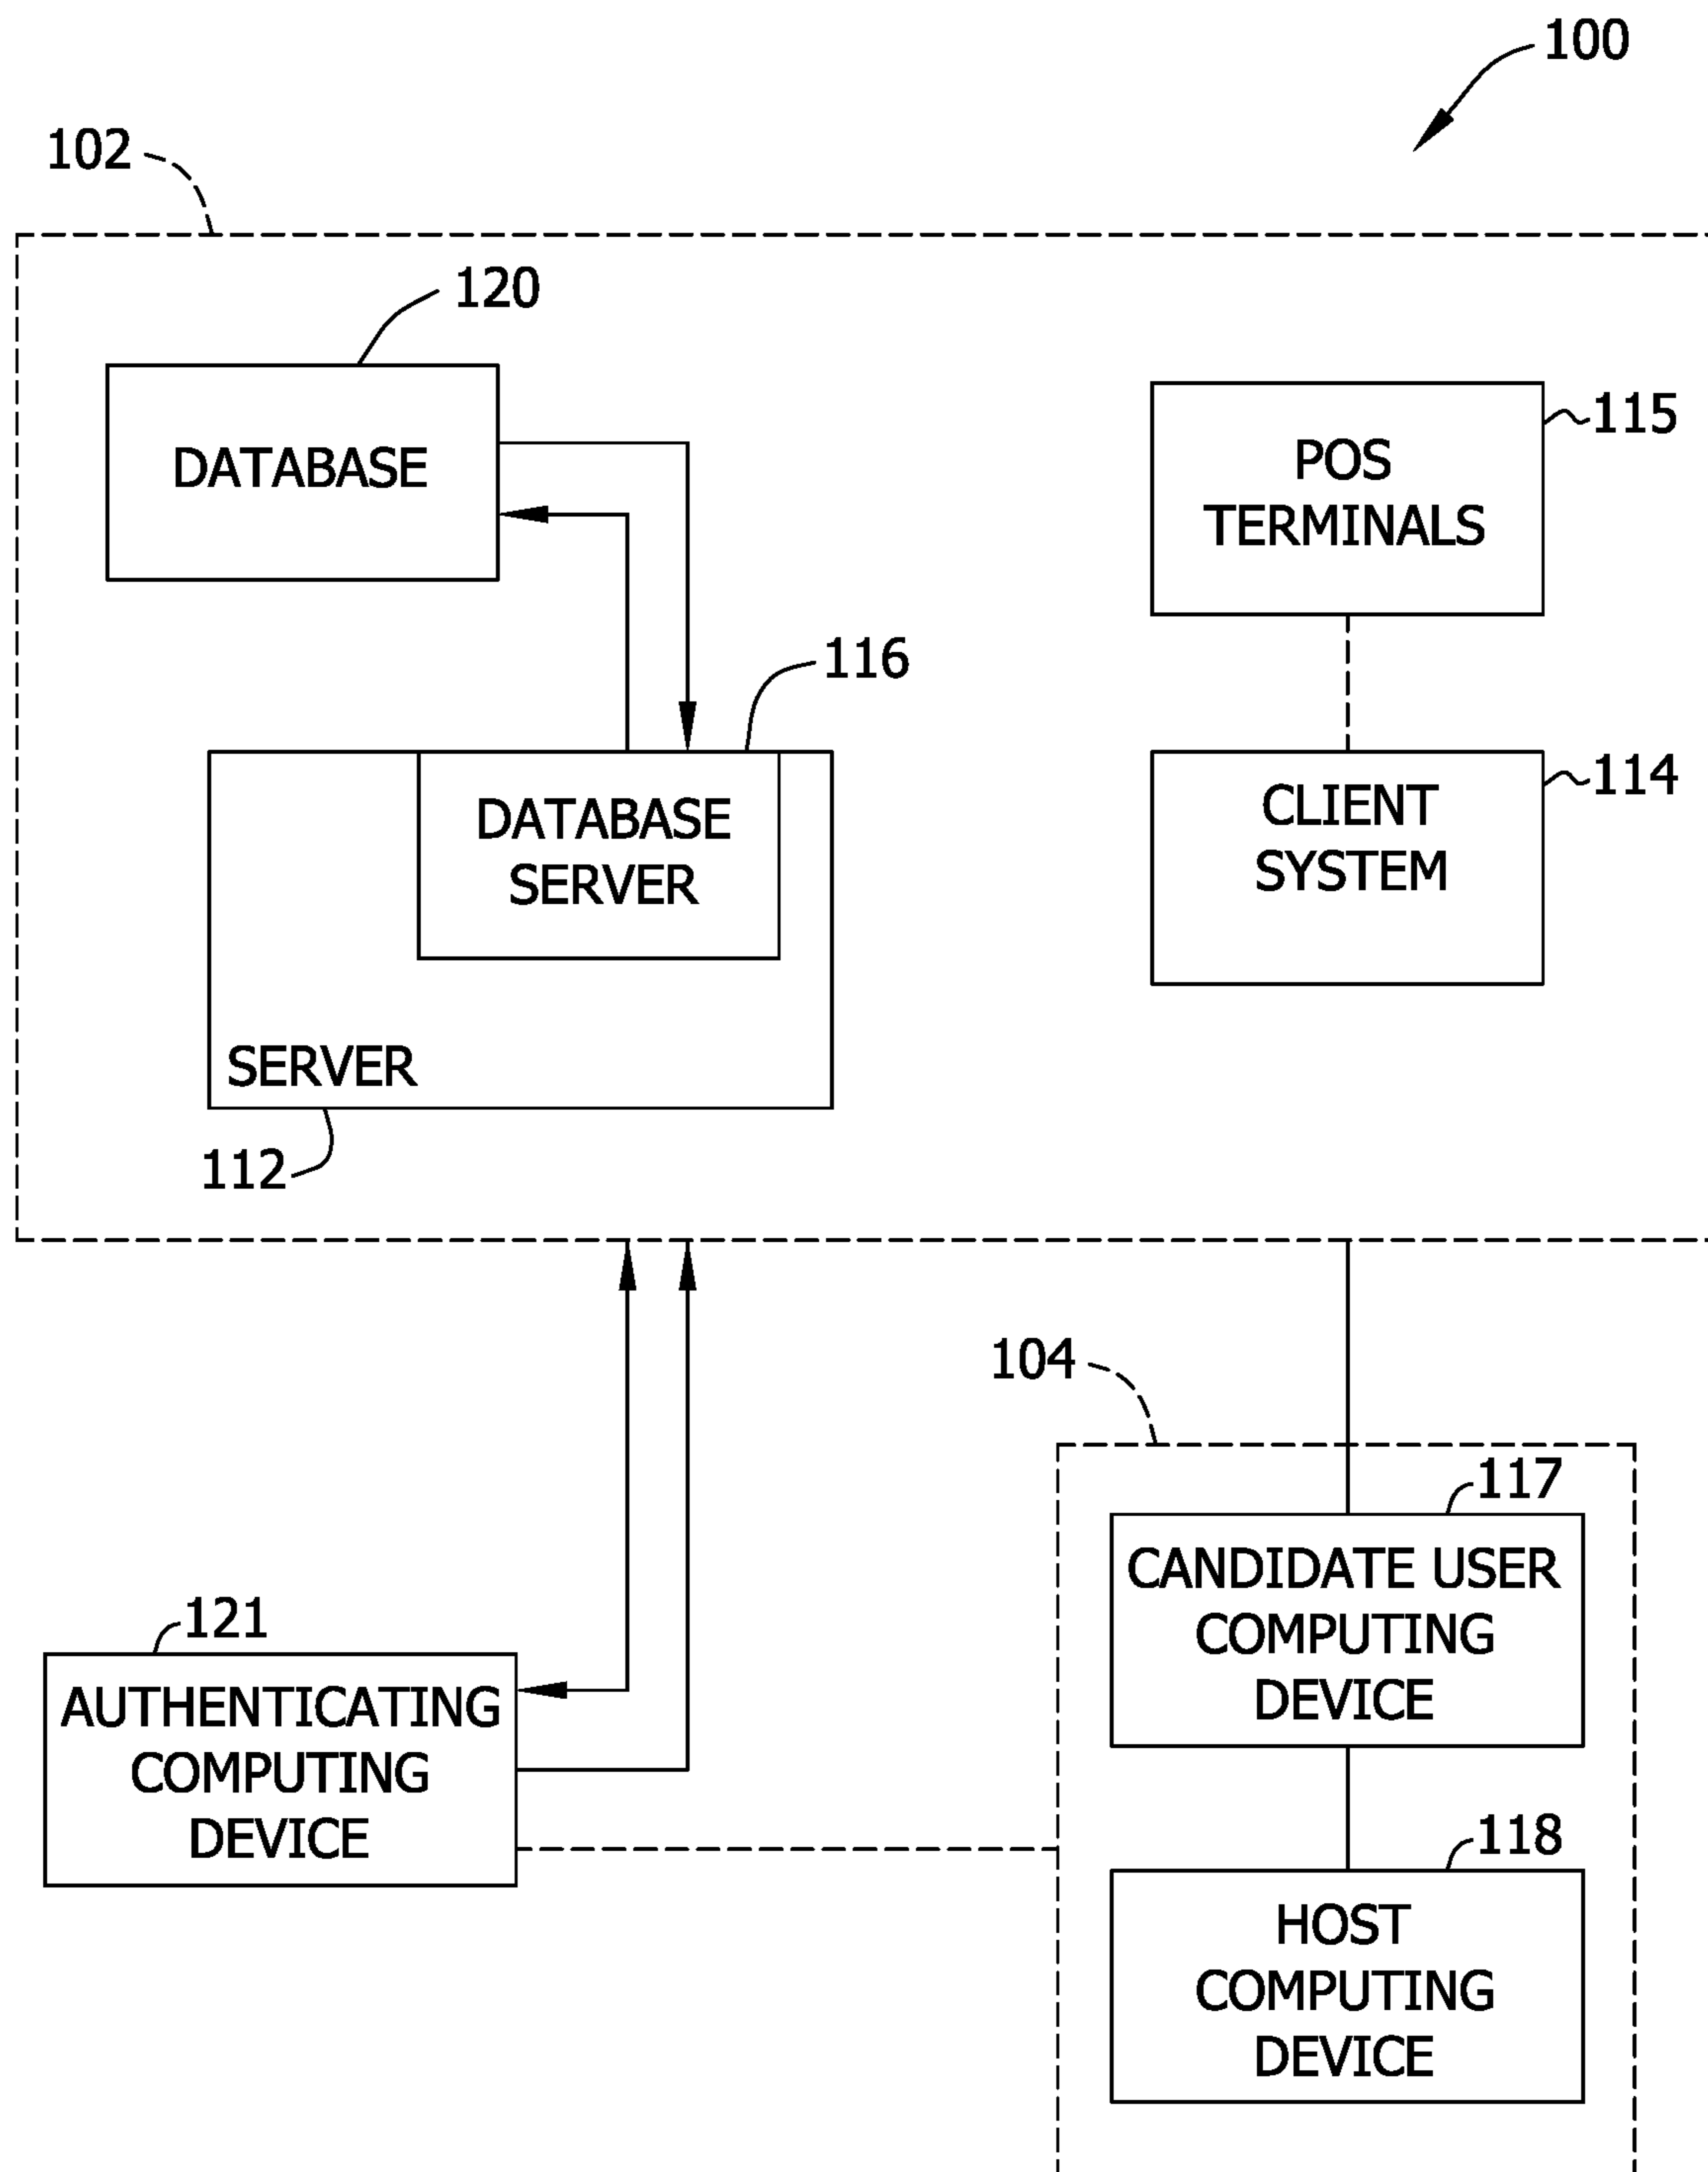 100
102
120
DATABASE
115
POS
TERMINALS
116
DATABASE
SERVER
114
CLIENT
SYSTEM
SERVER
112
104
117
CANDIDATE USER
COMPUTING
DEVICE
121
AUTHENTICATING
COMPUTING
DEVICE
118
HOST
COMPUTING
DEVICE